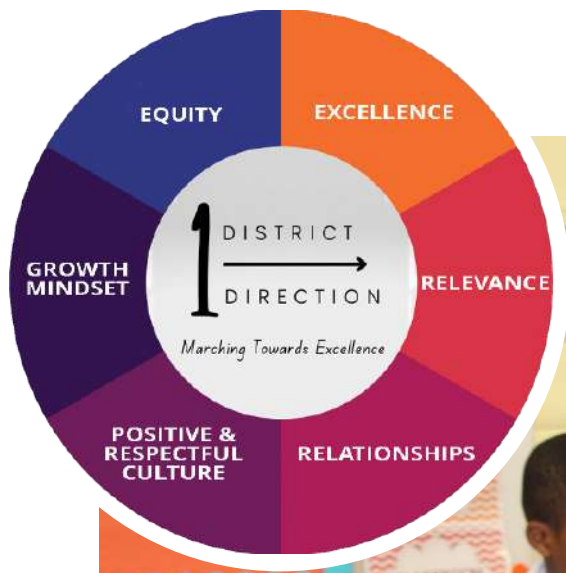 EQUITY
EXCELLENCE
GROWTH
MINDSET
1
DISTRICT
DIRECTION
Marching Towards Excellence
RELEVANCE
POSITIVE &
RESPECTFUL
CULTURE
RELATIONSHIPS